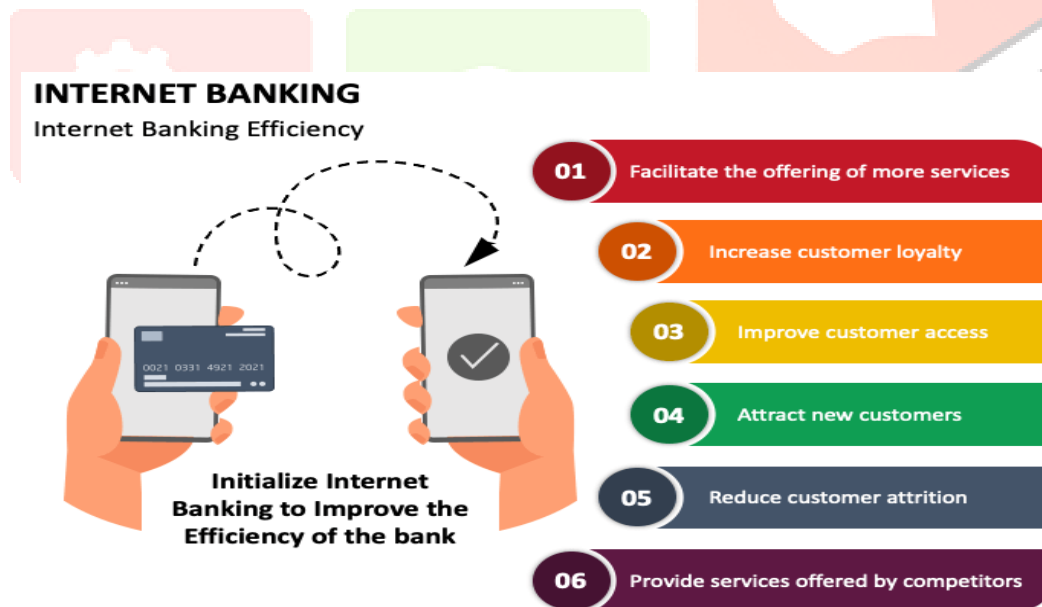 INTERNET BANKING
Internet Banking Efficiency
01 Facilitate the offering of more services
02 Increase customer loyalty
03 Improve customer access
04 Attract new customers
05 Reduce customer attrition
06 Provide services offered by competitors
0021 0331 4921 2021
Initialize Internet
Banking to Improve the
Efficiency of the bank